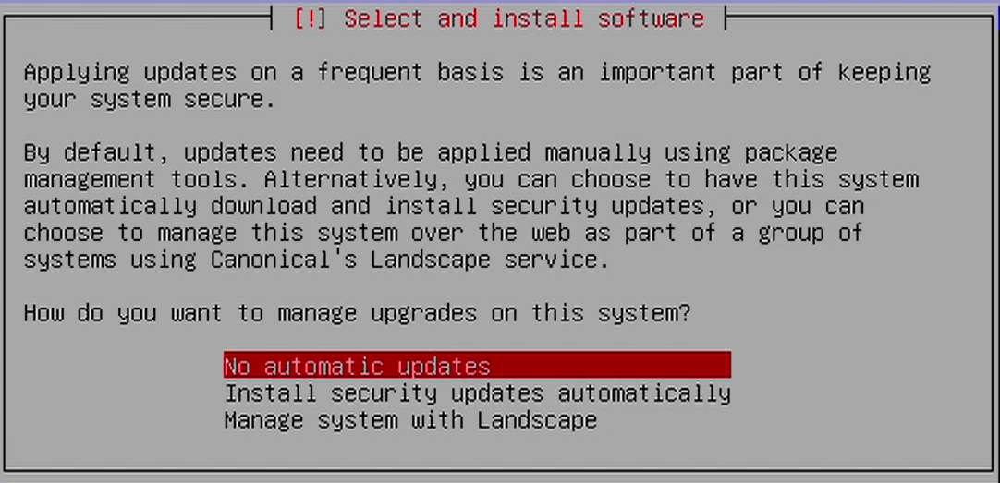 [!] Select and install software
Applying updates on a frequent basis is an important part of keeping
your system secure.
By default, updates need to be applied manually using package
management tools. Alternatively, you can choose to have this system
automatically download and install security updates, or you can
choose to manage this system over the web as part of a group of
systems using Canonical's Landscape service.
How do you want to manage upgrades on this system?
No automatic updates
Install security updates automatically
Manage system with Landscape